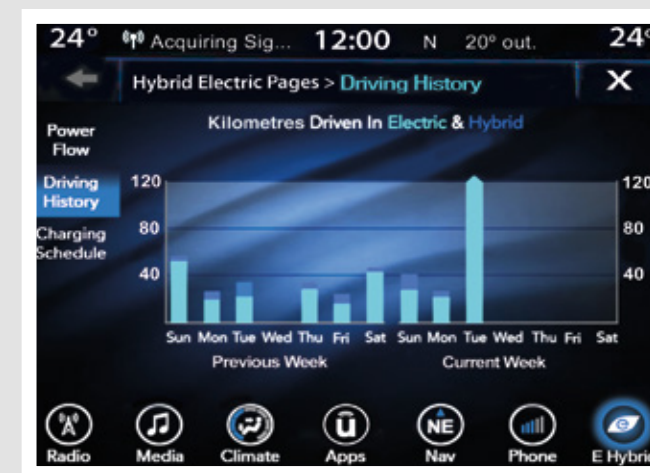 24° Acquiring Sig... 12:00 N 20° out. 24°
Hybrid Electric Pages > Driving History X
Power
Flow
Driving
History
Charging
Schedule
Kilometres Driven In Electric & Hybrid
120 120
80 80
40 40
Sun Mon Tue Wed Thu Fri Sat Sun Mon Tue Wed Thu Fri Sat
Previous Week Current Week
ū NE e
Radio Media Climate Apps Nav Phone E Hybrid